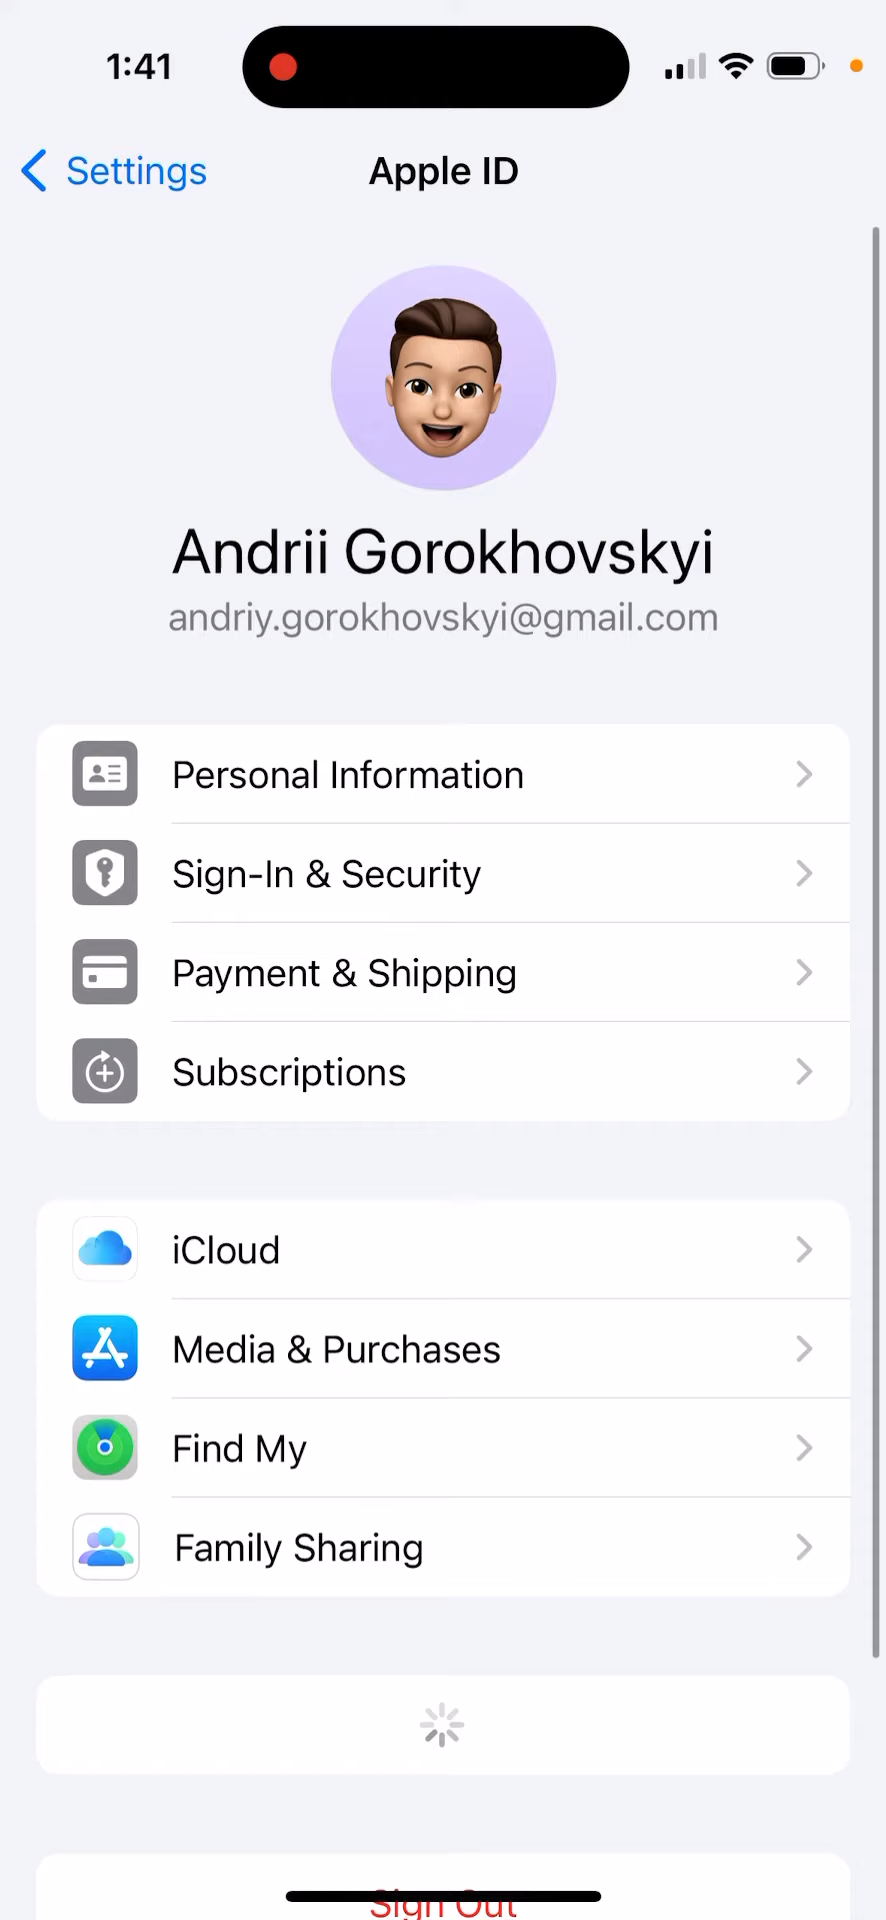 1:41
Settings
Apple ID
Andrii Gorokhovskyi
andriy.gorokhovskyi@gmail.com
Personal Information
Sign-In & Security
Payment & Shipping
Subscriptions
iCloud
Media & Purchases
Find My
Family Sharing
Sign Out